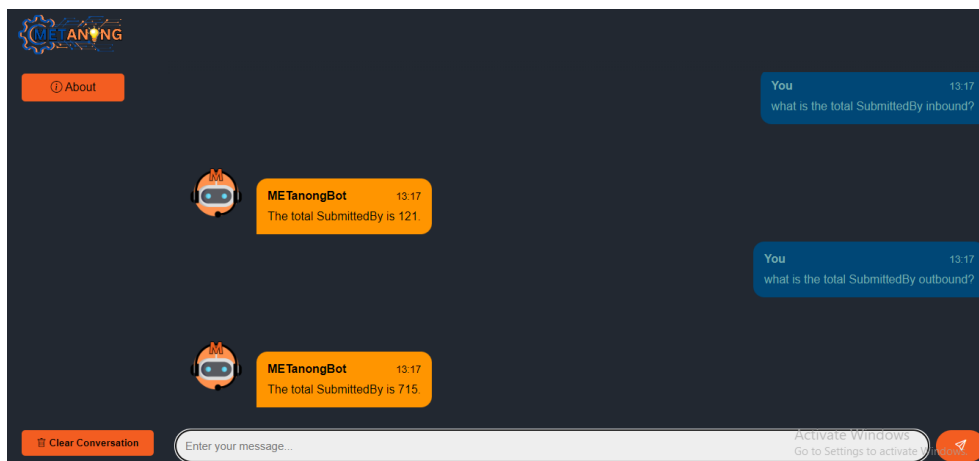 METANONG
About
You 13:17
what is the total SubmittedBy inbound?
M
METanongBot 13:17
The total SubmittedBy is 121.
You 13:17
what is the total SubmittedBy outbound?
M
METanongBot 13:17
The total SubmittedBy is 715.
Clear Conversation
Enter your message...
Activate Windows
Go to Settings to activate Windows.